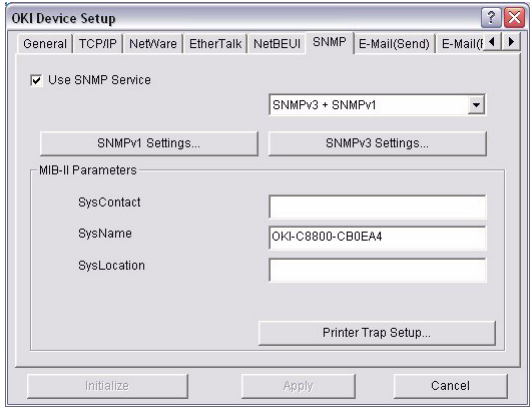 OKI Device Setup
General TCP/IP NetWare EtherTalk NetBEUI SNMP E-Mail(Send) E-Mail(
Use SNMP Service
SNMPv3 + SNMPv1
SNMPv1 Settings... SNMPv3 Settings...
MIB-II Parameters
SysContact
SysName OKI-C8800-CB0EA4
SysLocation
Printer Trap Setup...
Initialize Apply Cancel